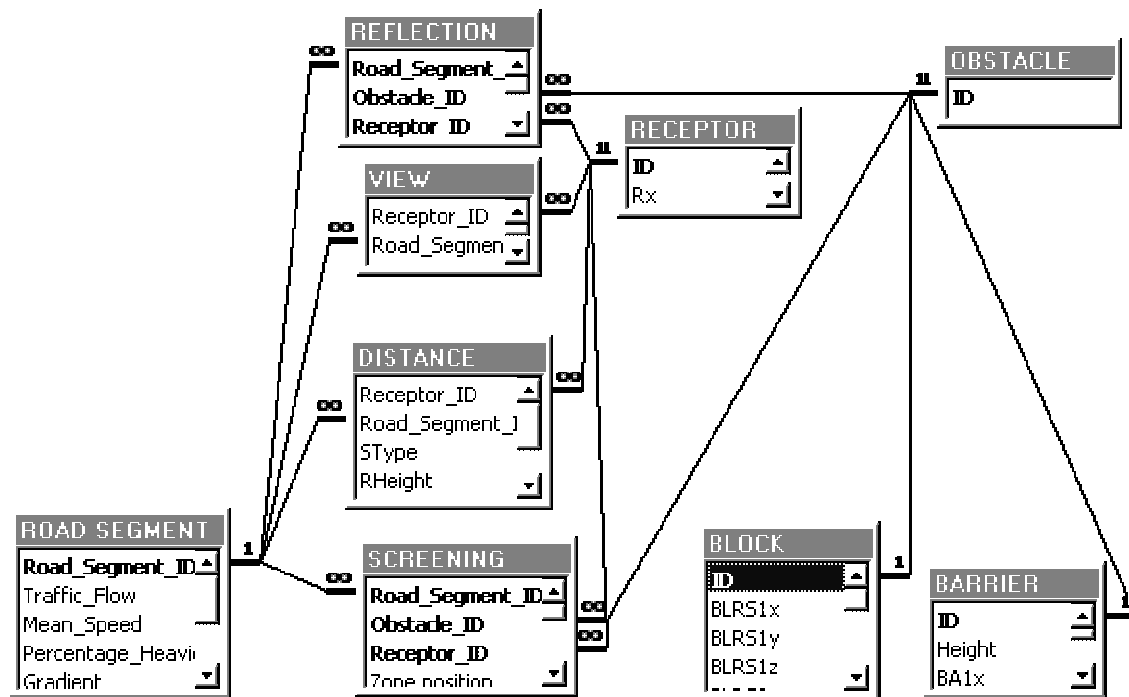 REFLECTION
Road_Segment_
Obstacle_ID
Receptor_ID
OBSTACLE
ID
RECEPTOR
ID
Rx
VIEW
Receptor_ID
Road_Segmen
DISTANCE
Receptor_ID
Road_Segment_I
SType
RHeight
ROAD SEGMENT
Road_Segment_ID
Traffic_Flow
Mean_Speed
Percentage_Heavi
Gradient
SCREENING
Road_Segment_ID
Obstacle_ID
Receptor_ID
Zone position
BLOCK
ID
BLRS1x
BLRS1y
BLRS1z
BARRIER
ID
Height
BA1x
∞
∞
∞
∞
∞
∞
∞
∞
∞
∞
1
1
1
1
1